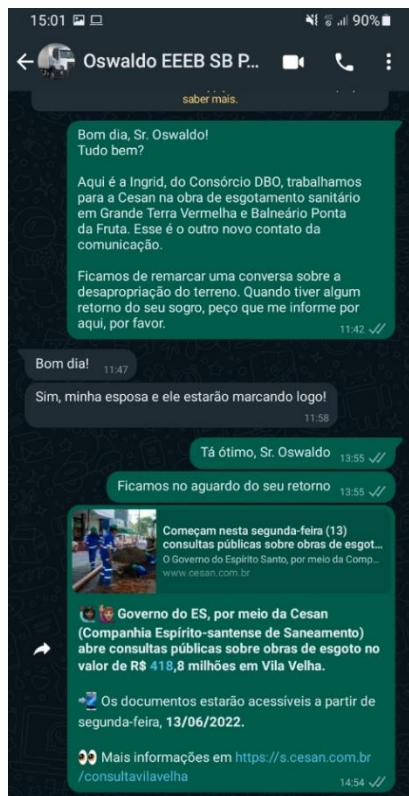 15:01
90%
Oswaldo EEEB SB P...
saber mais.
Bom dia, Sr. Oswaldo!
Tudo bem?
Aqui é a Ingrid, do Consórcio DBO, trabalhamos
para a Cesan na obra de esgotamento sanitário
em Grande Terra Vermelha e Balneário Ponta
da Fruta. Esse é o outro novo contato da
comunicação.
Ficamos de remarcar uma conversa sobre a
desapropriação do terreno. Quando tiver algum
retorno do seu sogro, peço que me informe por
aqui, por favor.
11:42
Bom dia! 11:47
Sim, minha esposa e ele estarão marcando logo!
11:58
Tá ótimo, Sr. Oswaldo 13:55
Ficamos no aguardo do seu retorno 13:55
Começam nesta segunda-feira (13)
consultas públicas sobre obras de esgot...
O Governo do Espírito Santo, por meio da Comp...
www.cesan.com.br
Governo do ES, por meio da Cesan
(Companhia Espírito-santense de Saneamento)
abre consultas públicas sobre obras de esgoto no
valor de R$ 418,8 milhões em Vila Velha.
Os documentos estarão acessíveis a partir de
segunda-feira, 13/06/2022.
Mais informações em https://s.cesan.com.br
/consultavilavelha
14:54